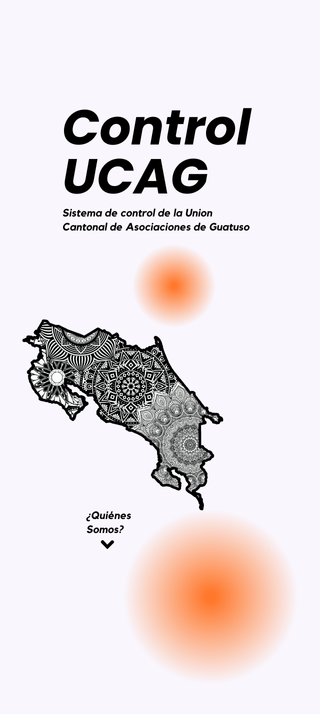 Control
UCAG
Sistema de control de la Union
Cantonal de Asociaciones de Guatuso
¿Quiénes
Somos?